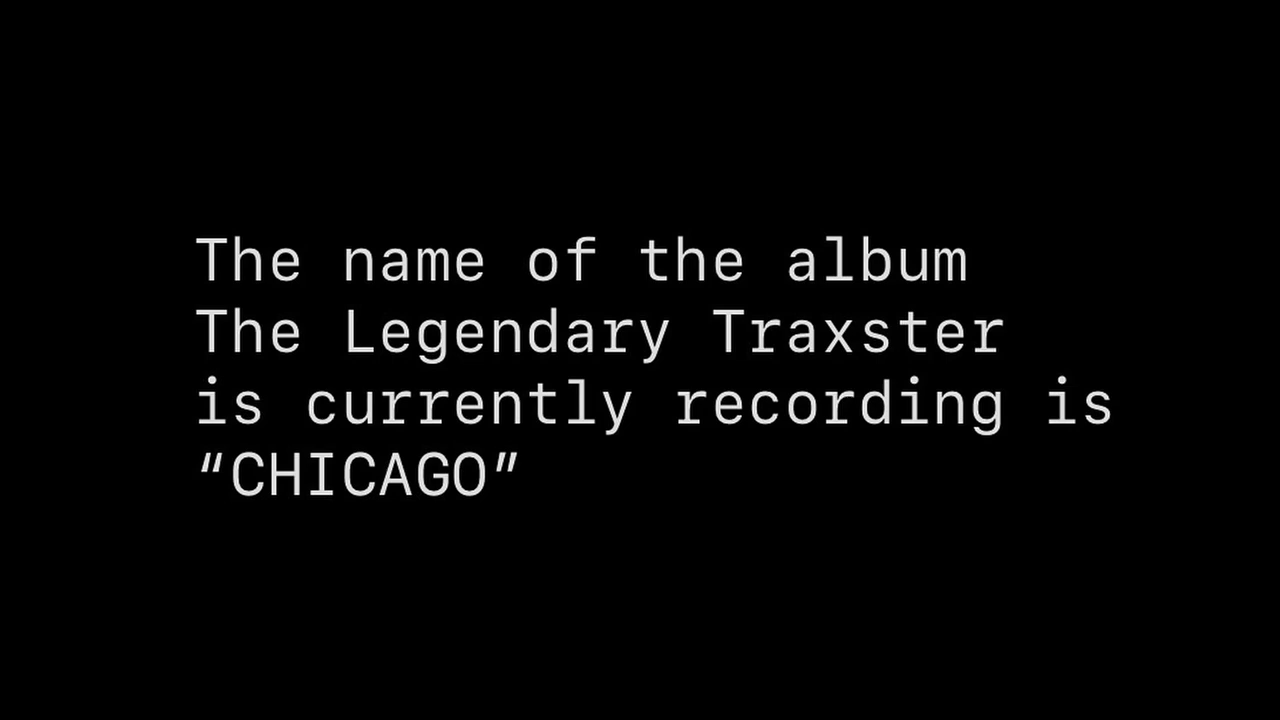 The name of the album
The Legendary Traxster
is currently recording is
“CHICAGO”